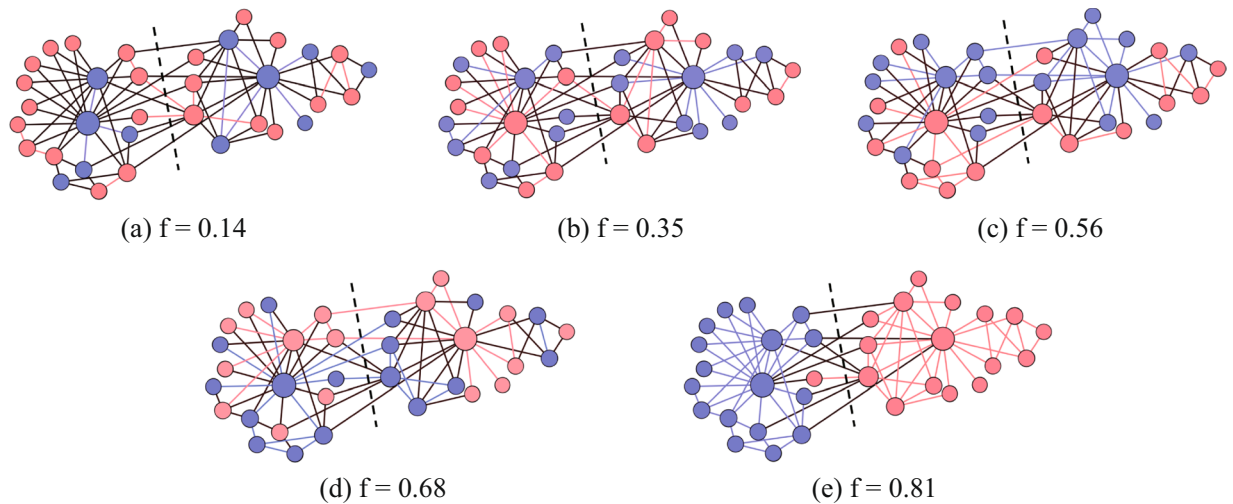 (a) f = 0.14
(b) f = 0.35
(c) f = 0.56
(d) f = 0.68
(e) f = 0.81